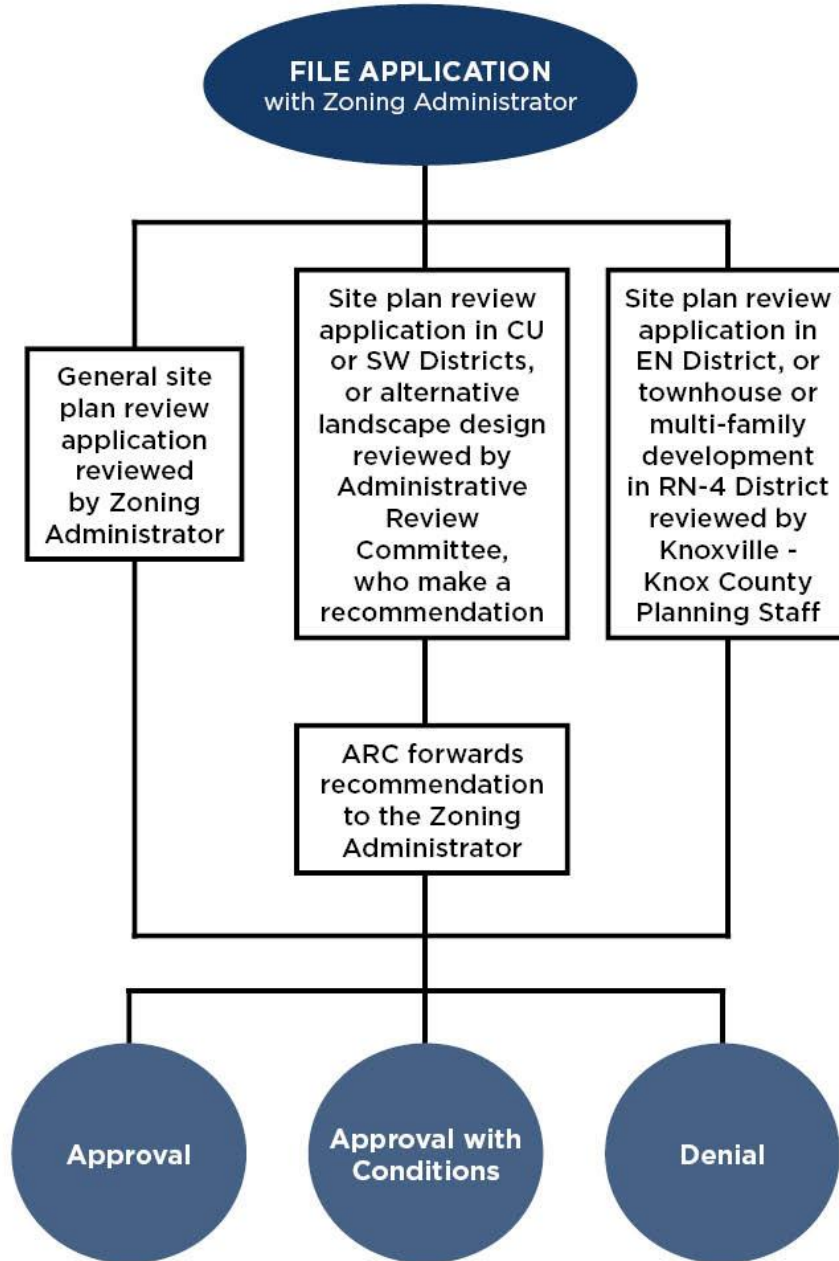 FILE APPLICATION
with Zoning Administrator
General site
plan review
application
reviewed
by Zoning
Administrator
Site plan review
application in CU
or SW Districts,
or alternative
landscape design
reviewed by
Administrative
Review
Committee,
who make a
recommendation
Site plan review
application in
EN District, or
townhouse or
multi-family
development
in RN-4 District
reviewed by
Knoxville -
Knox County
Planning Staff
ARC forwards
recommendation
to the Zoning
Administrator
Approval
Approval with
Conditions
Denial